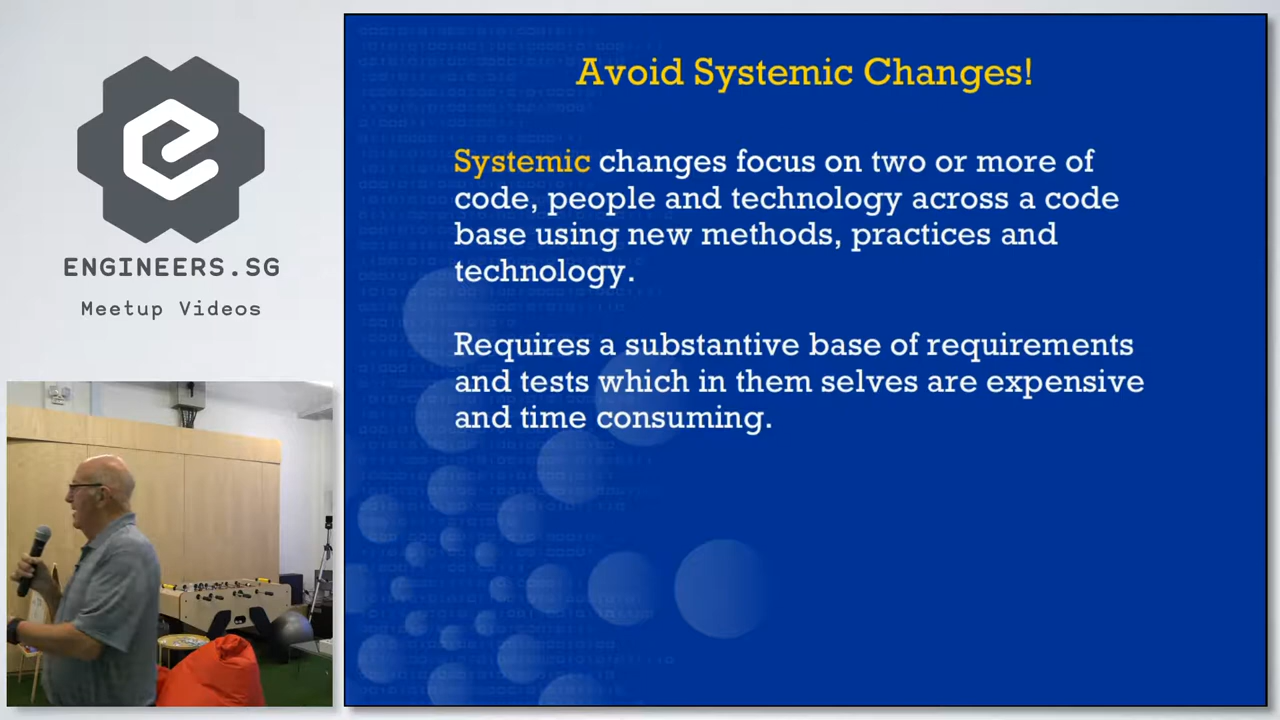 ENGINEERS.SG
Meetup Videos
Avoid Systemic Changes!
Systemic changes focus on two or more of
code, people and technology across a code
base using new methods, practices and
technology.
Requires a substantive base of requirements
and tests which in them selves are expensive
and time consuming.